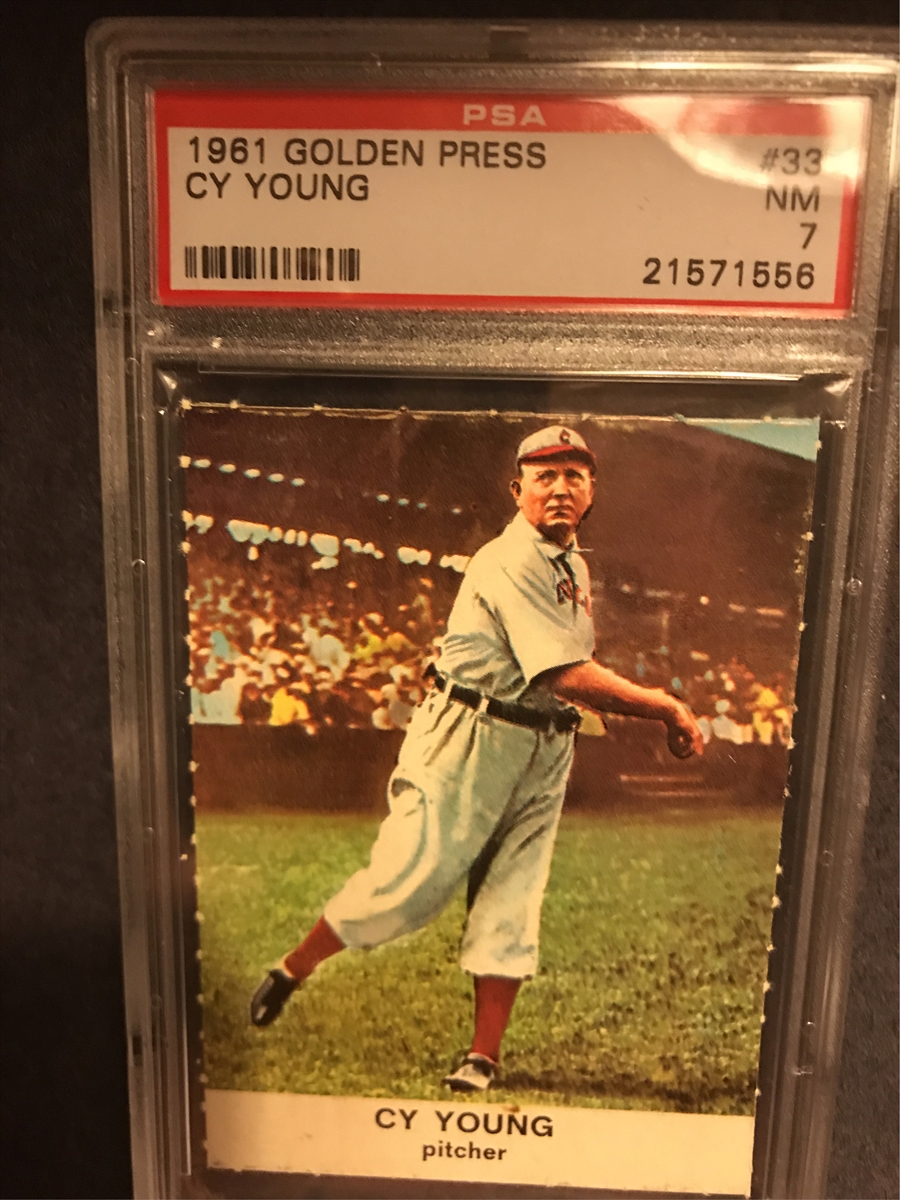 PSA
1961 GOLDEN PRESS #33
CY YOUNG NM
7
21571556
C
CY YOUNG
pitcher